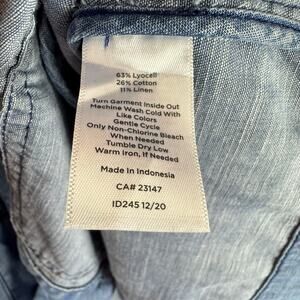 63% Lyocell
26% Cotton
11% Linen
Turn Garment Inside Out
Machine Wash Cold With
Like Colors
Gentle Cycle
Only Non-Chlorine Bleach
When Needed
Tumble Dry Low
Warm Iron, If Needed
Made In Indonesia
CA# 23147
ID245 12/20